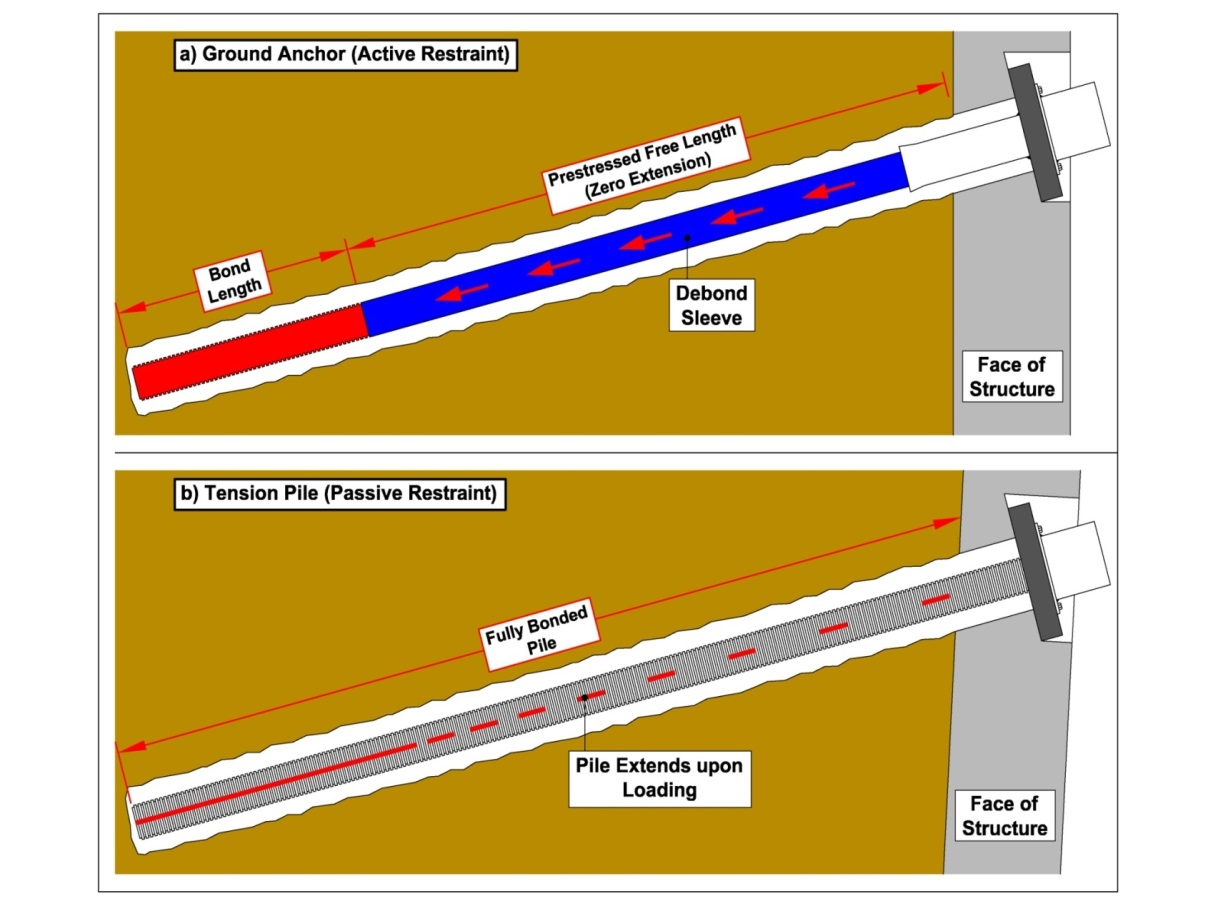 a) Ground Anchor (Active Restraint)
Prestressed Free Length
(Zero Extension)
Bond
Length
Debond
Sleeve
Face of
Structure
b) Tension Pile (Passive Restraint)
Fully Bonded
Pile
Pile Extends upon
Loading
Face of
Structure